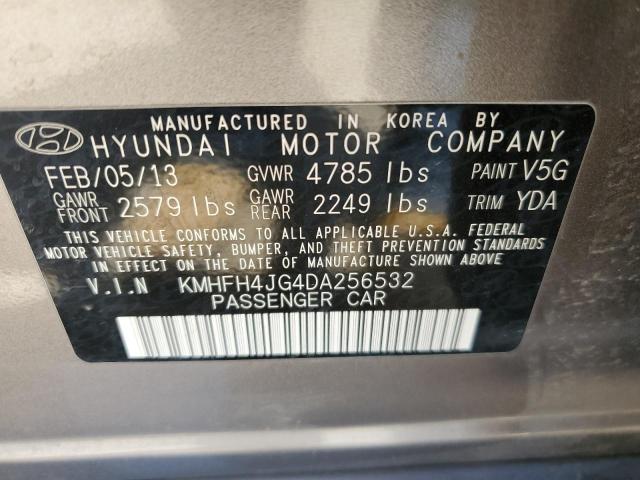 MANUFACTURED IN KOREA BY
HYUNDAI MOTOR COMPANY
FEB/05/13 GVWR 4785 lbs PAINT V5G
GAWR FRONT 2579 lbs GAWR REAR 2249 lbs TRIM YDA
THIS VEHICLE CONFORMS TO ALL APPLICABLE U.S.A. FEDERAL
MOTOR VEHICLE SAFETY, BUMPER, AND THEFT PREVENTION STANDARDS
IN EFFECT ON THE DATE OF MANUFACTURE SHOWN ABOVE
V.I.N KMHFH4JG4DA256532
PASSENGER CAR